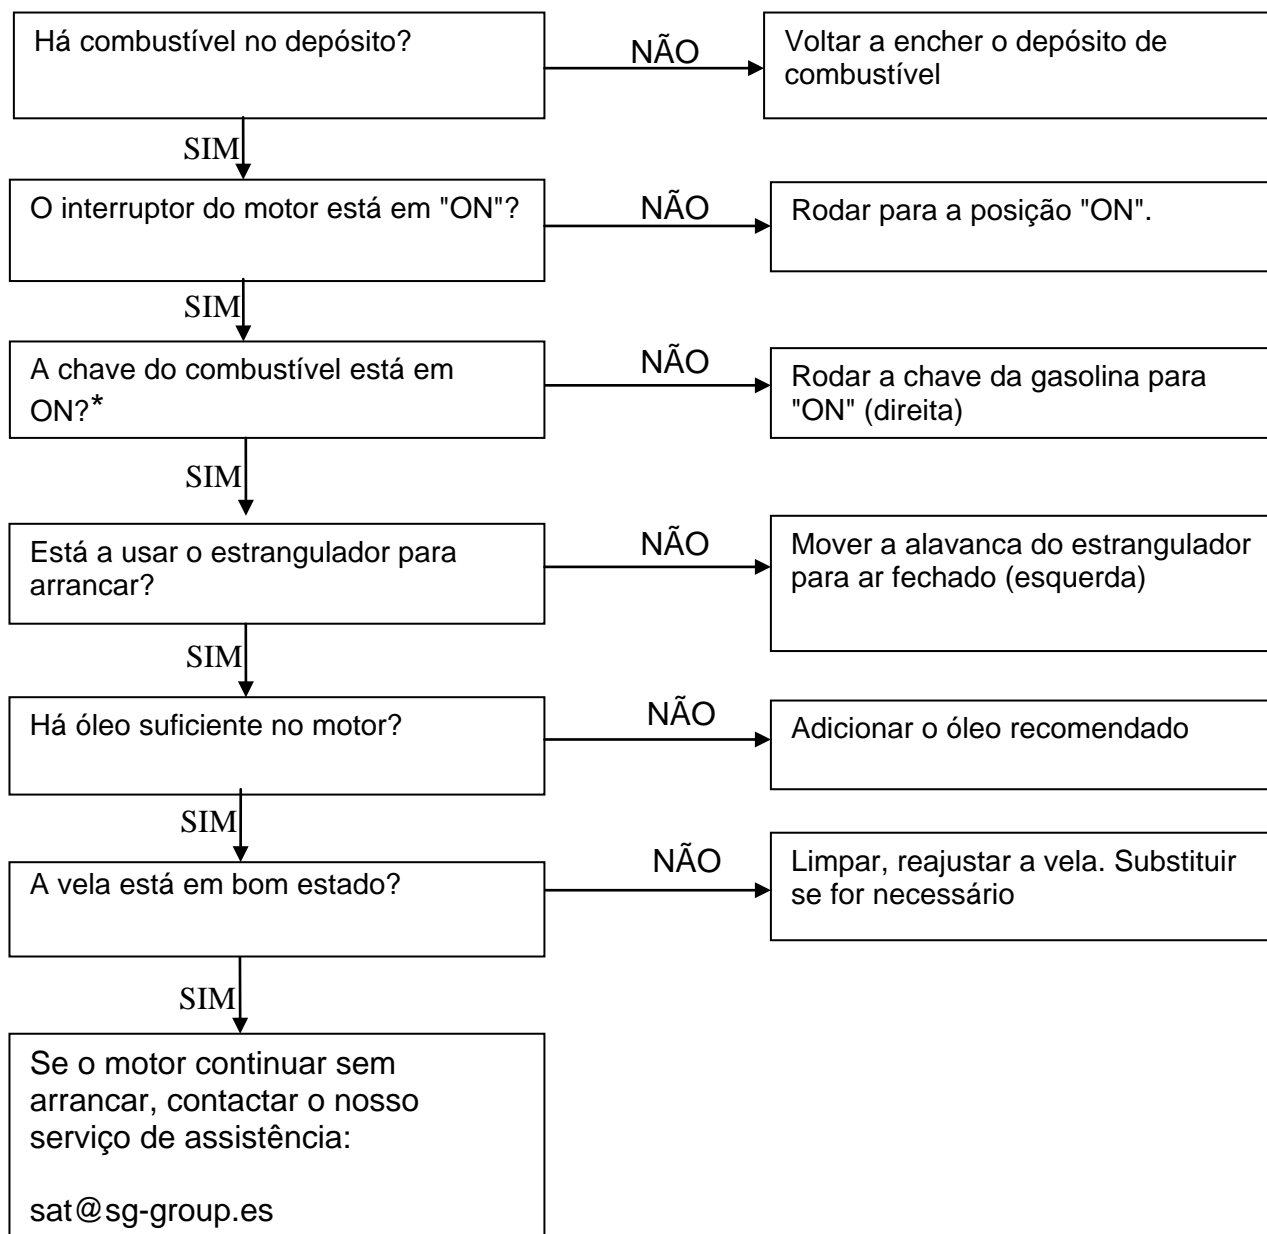 Há combustível no depósito?
NÃO
Voltar a encher o depósito de
combustível
SIM
O interruptor do motor está em "ON"?
NÃO
Rodar para a posição "ON".
SIM
A chave do combustível está em
ON?*
NÃO
Rodar a chave da gasolina para
"ON" (direita)
SIM
Está a usar o estrangulador para
arrancar?
NÃO
Mover a alavanca do estrangulador
para ar fechado (esquerda)
SIM
Há óleo suficiente no motor?
NÃO
Adicionar o óleo recomendado
SIM
A vela está em bom estado?
NÃO
Limpar, reajustar a vela. Substituir
se for necessário
SIM
Se o motor continuar sem
arrancar, contactar o nosso
serviço de assistência:
sat@sg-group.es